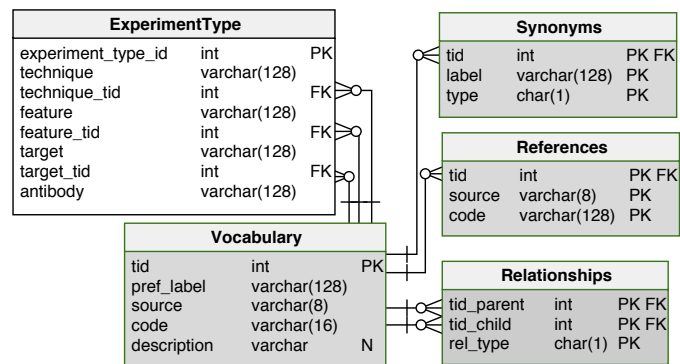 ExperimentType
experiment_type_id int PK
technique varchar(128)
technique_tid int FK
feature varchar(128)
feature_tid int FK
target varchar(128)
target_tid int FK
antibody varchar(128)
Vocabulary
tid int PK
pref_label varchar(128)
source varchar(8)
code varchar(16)
description varchar N
Synonyms
tid int PK FK
label varchar(128) PK
type char(1) PK
References
tid int PK FK
source varchar(8) PK
code varchar(128) PK
Relationships
tid_parent int PK FK
tid_child int PK FK
rel_type char(1) PK